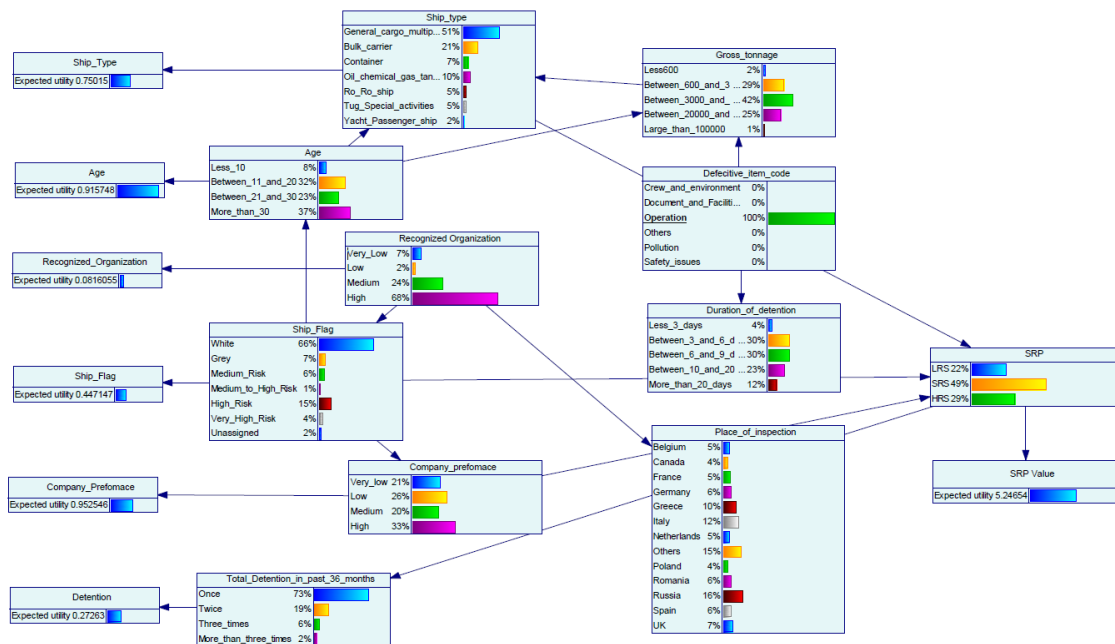 Ship_type
General_cargo_multip... 51%
Bulk_carrier 21%
Container 7%
Oil_chemical_gas_tan... 10%
Ro_Ro_ship 5%
Tug_Special_activities 5%
Yacht_Passenger_ship 2%
Ship_Type
Expected utility 0.75015
Gross_tonnage
Less600 2%
Between_600_and_3 ... 29%
Between_3000_and_ ... 42%
Between_20000_and ... 25%
Large_than_100000 1%
Age
Less_10 8%
Between_11_and_20 32%
Between_21_and_30 23%
More_than_30 37%
Age
Expected utility 0.915748
Defecitive_item_code
Crew_and_environment 0%
Document_and_Faciliti... 0%
Operation 100%
Others 0%
Pollution 0%
Safety_issues 0%
Recognized Organization
Very_Low 7%
Low 2%
Medium 24%
High 68%
Recognized_Organization
Expected utility 0.0816055
Ship_Flag
White 66%
Grey 7%
Medium_Risk 6%
Medium_to_High_Risk 1%
High_Risk 15%
Very_High_Risk 4%
Unassigned 2%
Duration_of_detention
Less_3_days 4%
Between_3_and_6_d ... 30%
Between_6_and_9_d ... 30%
Between_10_and_20 ... 23%
More_than_20_days 12%
SRP
LRS 22%
SRS 49%
HRS 29%
Ship_Flag
Expected utility 0.447147
Place_of_inspection
Belgium 5%
Canada 4%
France 5%
Germany 6%
Greece 10%
Italy 12%
Netherlands 5%
Others 15%
Poland 4%
Romania 6%
Russia 16%
Spain 6%
UK 7%
Company_prefomace
Very_low 21%
Low 26%
Medium 20%
High 33%
SRP Value
Expected utility 5.24654
Company_Prefomace
Expected utility 0.952546
Total_Detention_in_past_36_months
Once 73%
Twice 19%
Three_times 6%
More_than_three_times 2%
Detention
Expected utility 0.27263